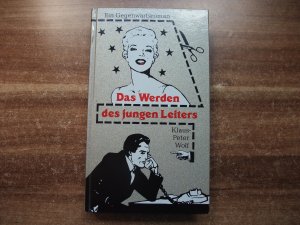 Ein Gegenwartsroman
Das Werden
des jungen Leiters
Klaus-
Peter
Wolf